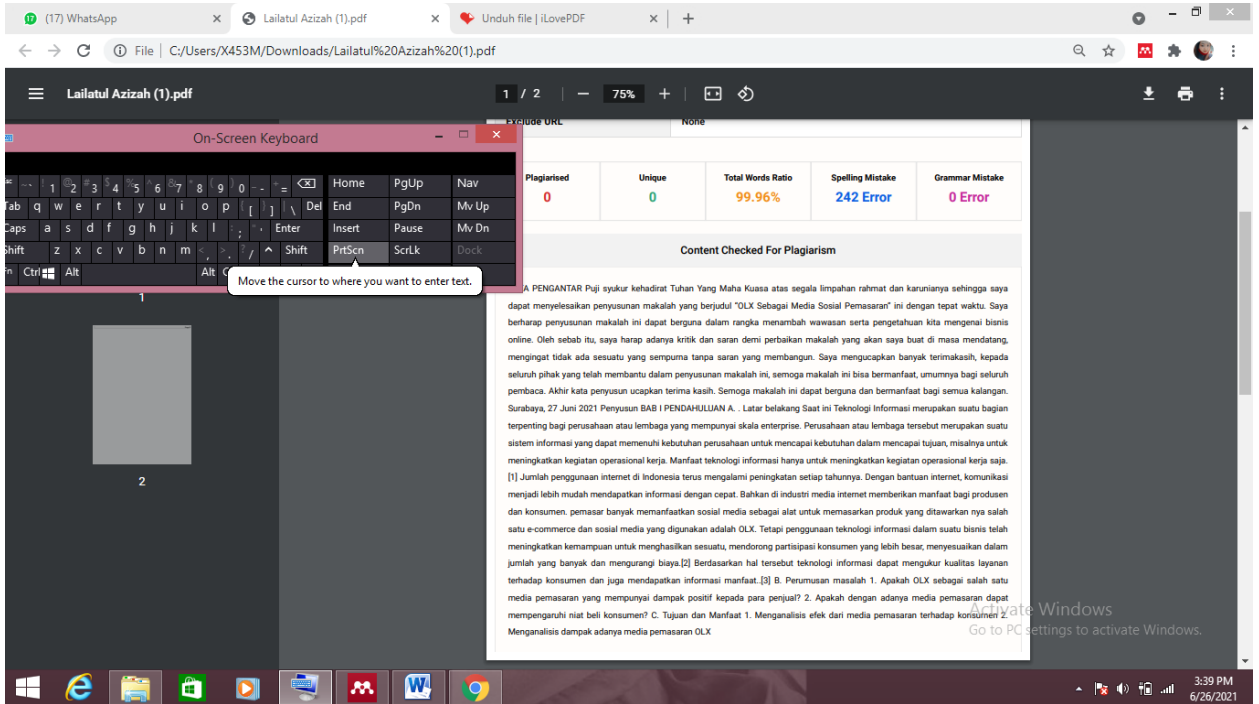 (17) WhatsApp
Lailatul Azizah (1).pdf
Unduh file | iLovePDF
File C:/Users/X453M/Downloads/Lailatul%20Azizah%20(1).pdf
Lailatul Azizah (1).pdf
1 / 2
75%
Exclude URL None
On-Screen Keyboard
Home PgUp Nav
Tab q w e r t y u i o p [ ] \ Del End PgDn Mv Up
Caps a s d f g h j k l ; ' Enter Insert Pause Mv Dn
Shift z x c v b n m < , > . ? / ^ Shift PrtScn ScrLk Dock
Fn Ctrl Alt Alt
Move the cursor to where you want to enter text.
1
2
Plagiarised Unique Total Words Ratio Spelling Mistake Grammar Mistake
0 0 99.96% 242 Error 0 Error
Content Checked For Plagiarism
PENGANTAR Puji syukur kehadirat Tuhan Yang Maha Kuasa atas segala limpahan rahmat dan karunianya sehingga saya
dapat menyelesaikan penyusunan makalah yang berjudul “OLX Sebagai Media Sosial Pemasaran” ini dengan tepat waktu. Saya
berharap penyusunan makalah ini dapat berguna dalam rangka menambah wawasan serta pengetahuan kita mengenai bisnis
online. Oleh sebab itu, saya harap adanya kritik dan saran demi perbaikan makalah yang akan saya buat di masa mendatang,
mengingat tidak ada sesuatu yang sempurna tanpa saran yang membangun. Saya mengucapkan banyak terimakasih, kepada
seluruh pihak yang telah membantu dalam penyusunan makalah ini, semoga makalah ini bisa bermanfaat, umumnya bagi seluruh
pembaca. Akhir kata penyusun ucapkan terima kasih. Semoga makalah ini dapat berguna dan bermanfaat bagi semua kalangan.
Surabaya, 27 Juni 2021 Penyusun BAB I PENDAHULUAN A. . Latar belakang Saat ini Teknologi Informasi merupakan suatu bagian
terpenting bagi perusahaan atau lembaga yang mempunyai skala enterprise. Perusahaan atau lembaga tersebut merupakan suatu
sistem informasi yang dapat memenuhi kebutuhan perusahaan untuk mencapai kebutuhan dalam mencapai tujuan, misalnya untuk
meningkatkan kegiatan operasional kerja. Manfaat teknologi informasi hanya untuk meningkatkan kegiatan operasional kerja saja.
[1] Jumlah penggunaan internet di Indonesia terus mengalami peningkatan setiap tahunnya. Dengan bantuan internet, komunikasi
menjadi lebih mudah mendapatkan informasi dengan cepat. Bahkan di industri media internet memberikan manfaat bagi produsen
dan konsumen. pemasar banyak memanfaatkan sosial media sebagai alat untuk memasarkan produk yang ditawarkan nya salah
satu e-commerce dan sosial media yang digunakan adalah OLX. Tetapi penggunaan teknologi informasi dalam suatu bisnis telah
meningkatkan kemampuan untuk menghasilkan sesuatu, mendorong partisipasi konsumen yang lebih besar, menyesuaikan dalam
jumlah yang banyak dan mengurangi biaya.[2] Berdasarkan hal tersebut teknologi informasi dapat mengukur kualitas layanan
terhadap konsumen dan juga mendapatkan informasi manfaat..[3] B. Perumusan masalah 1. Apakah OLX sebagai salah satu
media pemasaran yang mempunyai dampak positif kepada para penjual? 2. Apakah dengan adanya media pemasaran dapat
mempengaruhi niat beli konsumen? C. Tujuan dan Manfaat 1. Menganalisis efek dari media pemasaran terhadap konsumen 2.
Menganalisis dampak adanya media pemasaran OLX
Activate Windows
Go to PC settings to activate Windows.
3:39 PM
6/26/2021